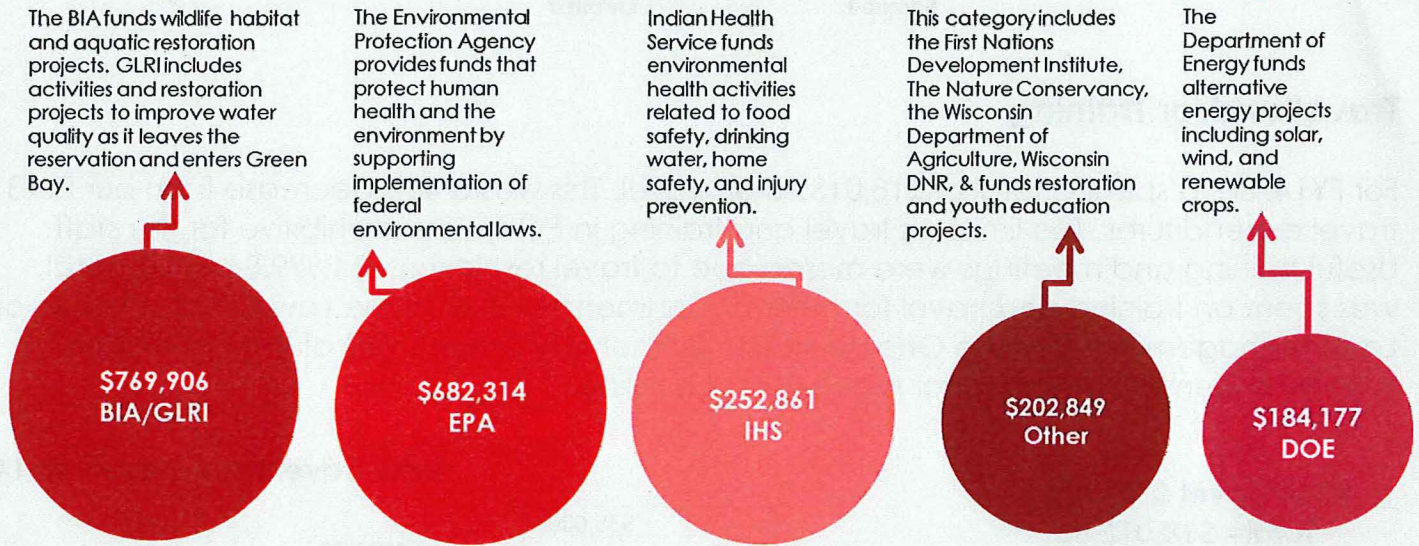 The BIA funds wildlife habitat
and aquatic restoration
projects. GLRI includes
activities and restoration
projects to improve water
quality as it leaves the
reservation and enters Green
Bay.
The Environmental
Protection Agency
provides funds that
protect human
health and the
environment by
supporting
implementation of
federal
environmental laws.
Indian Health
Service funds
environmental
health activities
related to food
safety, drinking
water, home
safety, and injury
prevention.
This category includes
the First Nations
Development Institute,
The Nature Conservancy,
the Wisconsin
Department of
Agriculture, Wisconsin
DNR, & funds restoration
and youth education
projects.
The
Department of
Energy funds
alternative
energy projects
including solar,
wind, and
renewable
crops.
$769,906
BIA/GLRI
$682,314
EPA
$252,861
IHS
$202,849
Other
$184,177
DOE